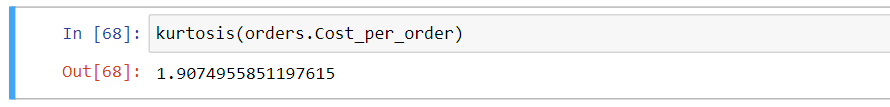 In [68]: kurtosis(orders.Cost_per_order)
Out[68]: 1.9074955851197615